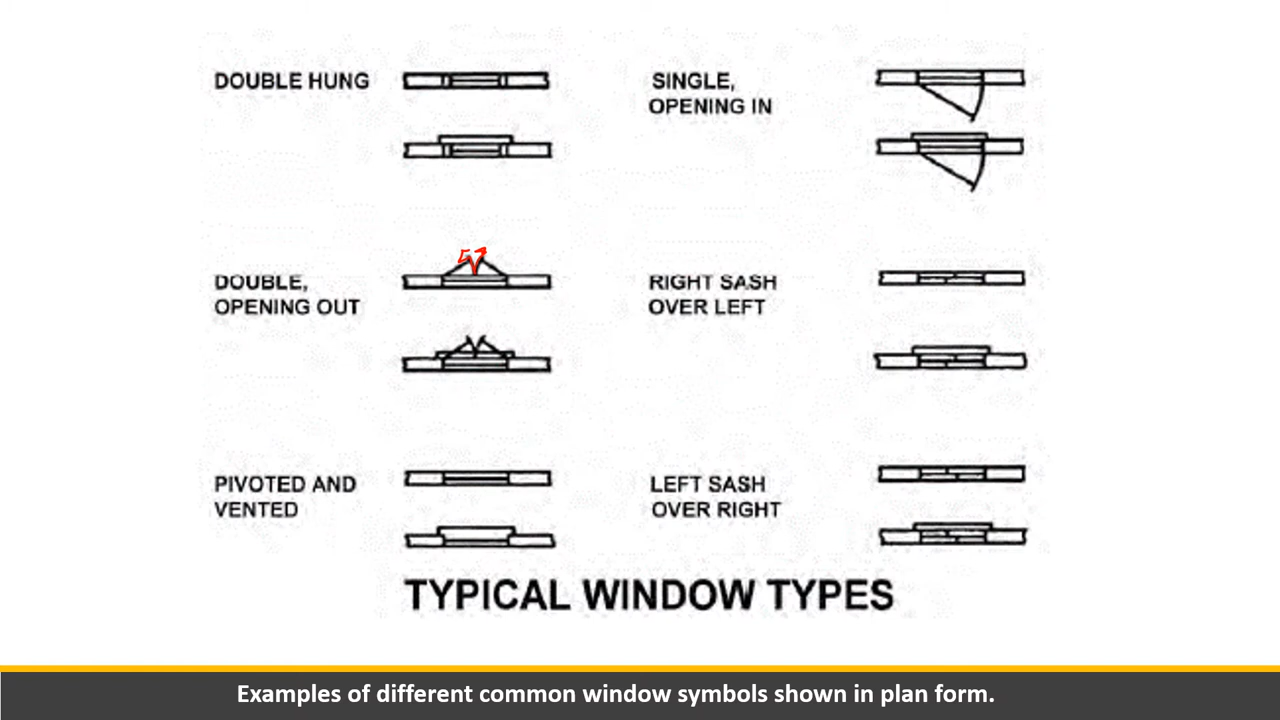 DOUBLE HUNG
SINGLE,
OPENING IN
DOUBLE,
OPENING OUT
RIGHT SASH
OVER LEFT
PIVOTED AND
VENTED
LEFT SASH
OVER RIGHT
TYPICAL WINDOW TYPES
Examples of different common window symbols shown in plan form.